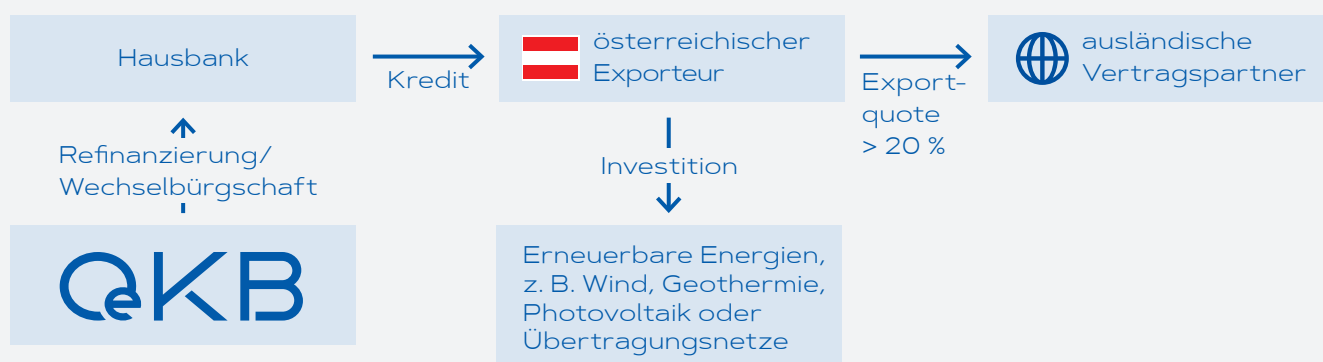 Hausbank
Kredit
österreichischer
Exporteur
Export-
quote
> 20 %
ausländische
Vertragspartner
Refinanzierung/
Wechselbürgschaft
OeKB
Investition
Erneuerbare Energien,
z. B. Wind, Geothermie,
Photovoltaik oder
Übertragungsnetze